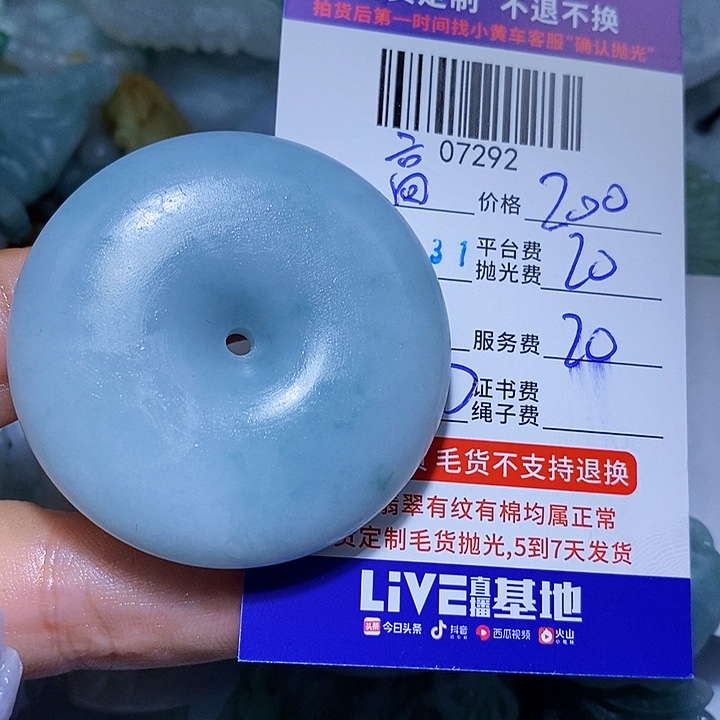 定制 不退不换
拍货后第一时间找小黄车客服“确认抛光”
07292
高 价格 200
31 平台费
抛光费 20
服务费 20
证书费
绳子费
毛货不支持退换
翡翠有纹有棉均属正常
定制毛货抛光,5到7天发货
LiVE直播基地
头条 今日头条 抖音 西瓜视频 火山